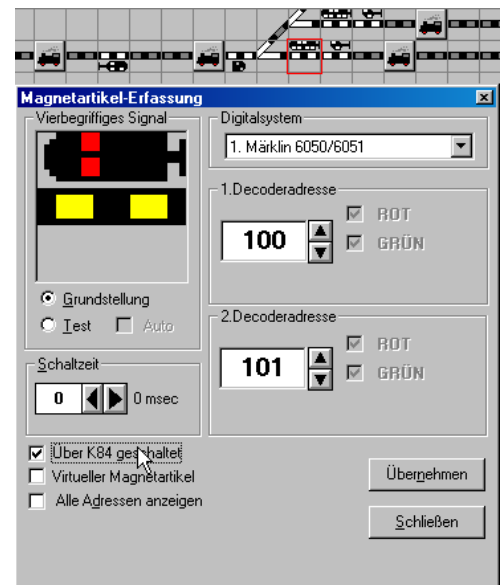 Magnetartikel-Erfassung
Vierbegriffiges Signal
Grundstellung
Test Auto
Schaltzeit
0 0 msec
Über K84 geschaltet
Virtueller Magnetartikel
Alle Adressen anzeigen
Digitalsystem
1. Märklin 6050/6051
1.Decoderadresse
100
ROT
GRÜN
2.Decoderadresse
101
ROT
GRÜN
Übernehmen
Schließen